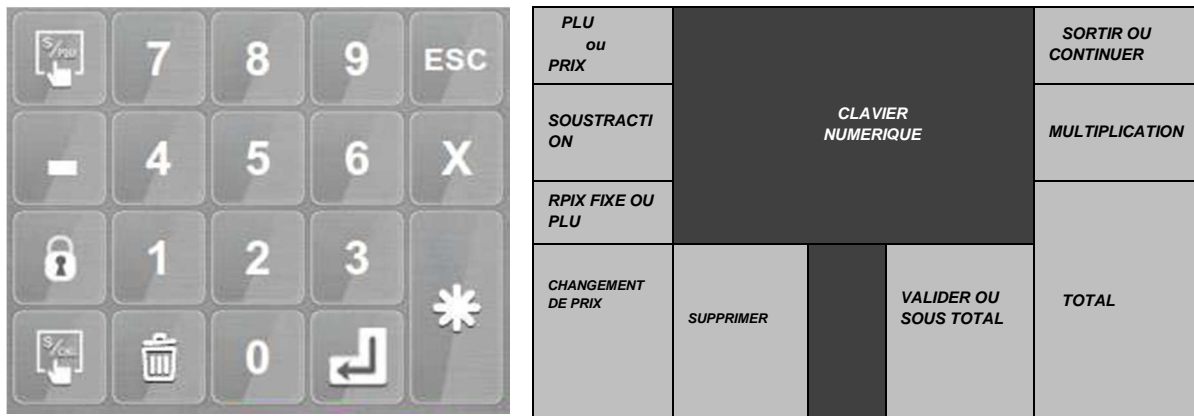 S/PLU
7
8
9
ESC
-
4
5
6
X
1
2
3
0
PLU
ou
PRIX
CLAVIER
NUMERIQUE
SORTIR OU
CONTINUER
SOUSTRACTI
ON
MULTIPLICATION
RPIX FIXE OU
PLU
CHANGEMENT
DE PRIX
SUPPRIMER
VALIDER OU
SOUS TOTAL
TOTAL